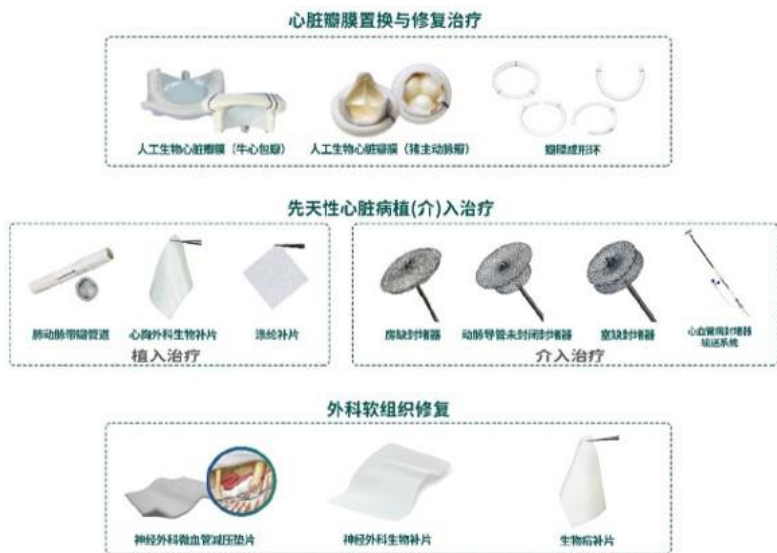 心脏瓣膜置换与修复治疗
人工生物心脏瓣膜（牛心包瓣）
人工生物心脏瓣膜（猪主动脉瓣）
瓣膜成形环
先天性心脏病植(介)入治疗
肺动脉带瓣管道
心胸外科生物补片
涤纶补片
植入治疗
房缺封堵器
动脉导管未封闭封堵器
室缺封堵器
心血管病封堵器
输送系统
介入治疗
外科软组织修复
神经外科微血管减压垫片
神经外科生物补片
生物疝补片